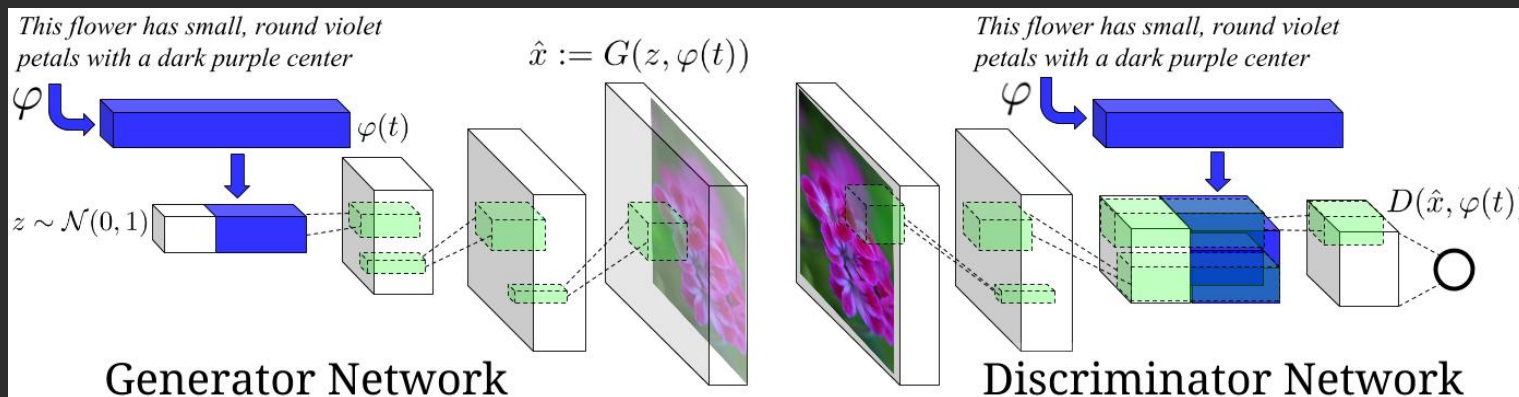 This flower has small, round violet
petals with a dark purple center
φ
φ(t)
z ∼ 𝒩(0, 1)
x̂ := G(z, φ(t))
Generator Network
This flower has small, round violet
petals with a dark purple center
φ
D(x̂, φ(t))
Discriminator Network